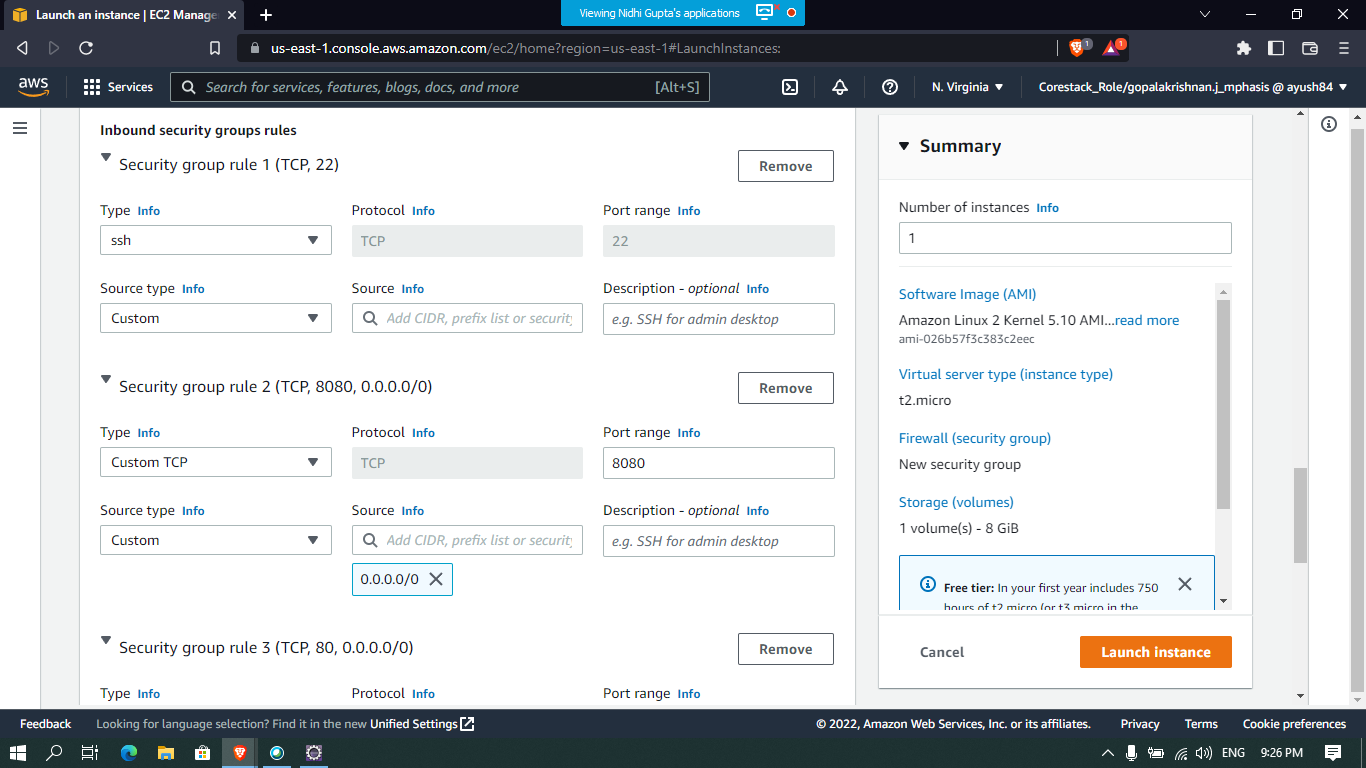 Launch an instance | EC2 Manage
Viewing Nidhi Gupta's applications
us-east-1.console.aws.amazon.com/ec2/home?region=us-east-1#LaunchInstances:
1
1
aws
Services
Search for services, features, blogs, docs, and more
[Alt+S]
N. Virginia
Corestack_Role/gopalakrishnan.j_mphasis @ ayush84
Inbound security groups rules
Security group rule 1 (TCP, 22)
Remove
Type Info
Protocol Info
Port range Info
ssh
TCP
22
Source type Info
Source Info
Description - optional Info
Custom
Add CIDR, prefix list or security
e.g. SSH for admin desktop
Security group rule 2 (TCP, 8080, 0.0.0.0/0)
Remove
Type Info
Protocol Info
Port range Info
Custom TCP
TCP
8080
Source type Info
Source Info
Description - optional Info
Custom
Add CIDR, prefix list or security
e.g. SSH for admin desktop
0.0.0.0/0
Security group rule 3 (TCP, 80, 0.0.0.0/0)
Remove
Type Info
Protocol Info
Port range Info
Summary
Number of instances Info
1
Software Image (AMI)
Amazon Linux 2 Kernel 5.10 AMI...read more
ami-026b57f3c383c2eec
Virtual server type (instance type)
t2.micro
Firewall (security group)
New security group
Storage (volumes)
1 volume(s) - 8 GiB
Free tier: In your first year includes 750
hours of t2.micro (or t3.micro in the
Cancel
Launch instance
Feedback
Looking for language selection? Find it in the new Unified Settings
© 2022, Amazon Web Services, Inc. or its affiliates.
Privacy
Terms
Cookie preferences
ENG
9:26 PM